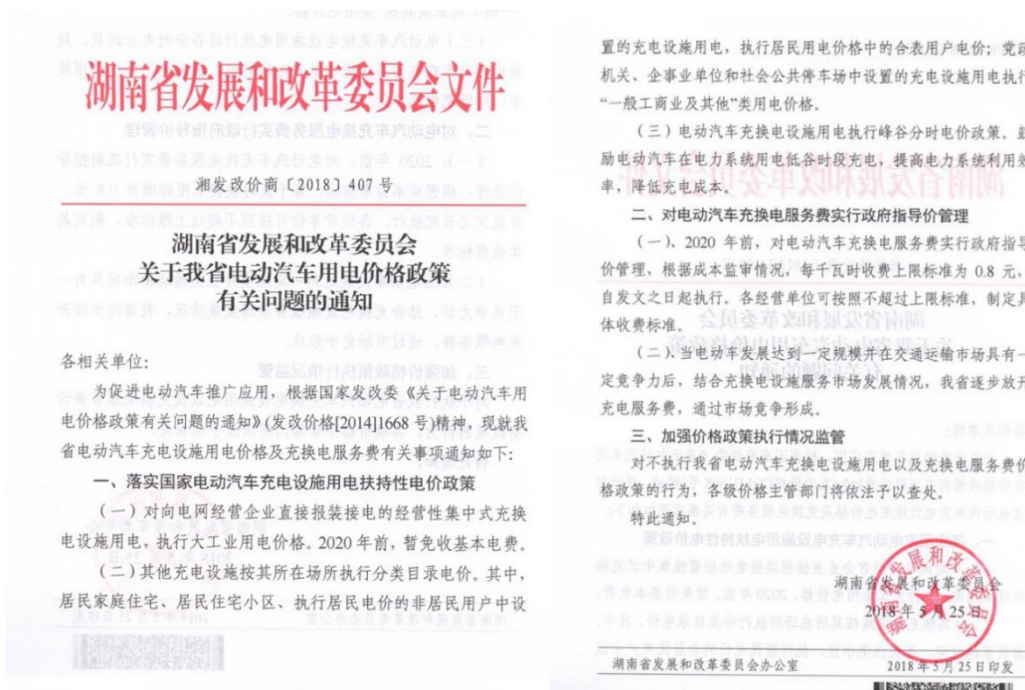 湖南省发展和改革委员会文件
湘发改价商〔2018〕407号
湖南省发展和改革委员会
关于我省电动汽车用电价格政策
有关问题的通知
各相关单位：
为促进电动汽车推广应用，根据国家发改委《关于电动汽车用
电价格政策有关问题的通知》(发改价格[2014]1668号)精神，现就我
省电动汽车充电设施用电价格及充换电服务费有关事项通知如下：
一、落实国家电动汽车充电设施用电扶持性电价政策
（一）对向电网经营企业直接报装接电的经营性集中式充换
电设施用电，执行大工业用电价格。2020年前，暂免收基本电费。
（二）其他充电设施按其所在场所执行分类目录电价。其中，
居民家庭住宅、居民住宅小区、执行居民电价的非居民用户中设
置的充电设施用电，执行居民用电价格中的合表用户电价；党政
机关、企事业单位和社会公共停车场中设置的充电设施用电执行
“一般工商业及其他”类用电价格。
（三）电动汽车充换电设施用电执行峰谷分时电价政策。鼓
励电动汽车在电力系统用电低谷时段充电，提高电力系统利用效
率，降低充电成本。
二、对电动汽车充换电服务费实行政府指导价管理
（一）、2020年前，对电动汽车充换电服务费实行政府指导
价管理，根据成本监审情况，每千瓦时收费上限标准为0.8元，
自发文之日起执行。各经营单位可按照不超过上限标准，制定具
体收费标准。
（二）、当电动车发展达到一定规模并在交通运输市场具有一
定竞争力后，结合充换电设施服务市场发展情况，我省逐步放开
充电服务费，通过市场竞争形成。
三、加强价格政策执行情况监管
对不执行我省电动汽车充换电设施用电以及充换电服务费价
格政策的行为，各级价格主管部门将依法予以查处。
特此通知。
湖南省发展和改革委员会
2018年5月25日
湖南省发展和改革委员会办公室 2018年5月25日印发